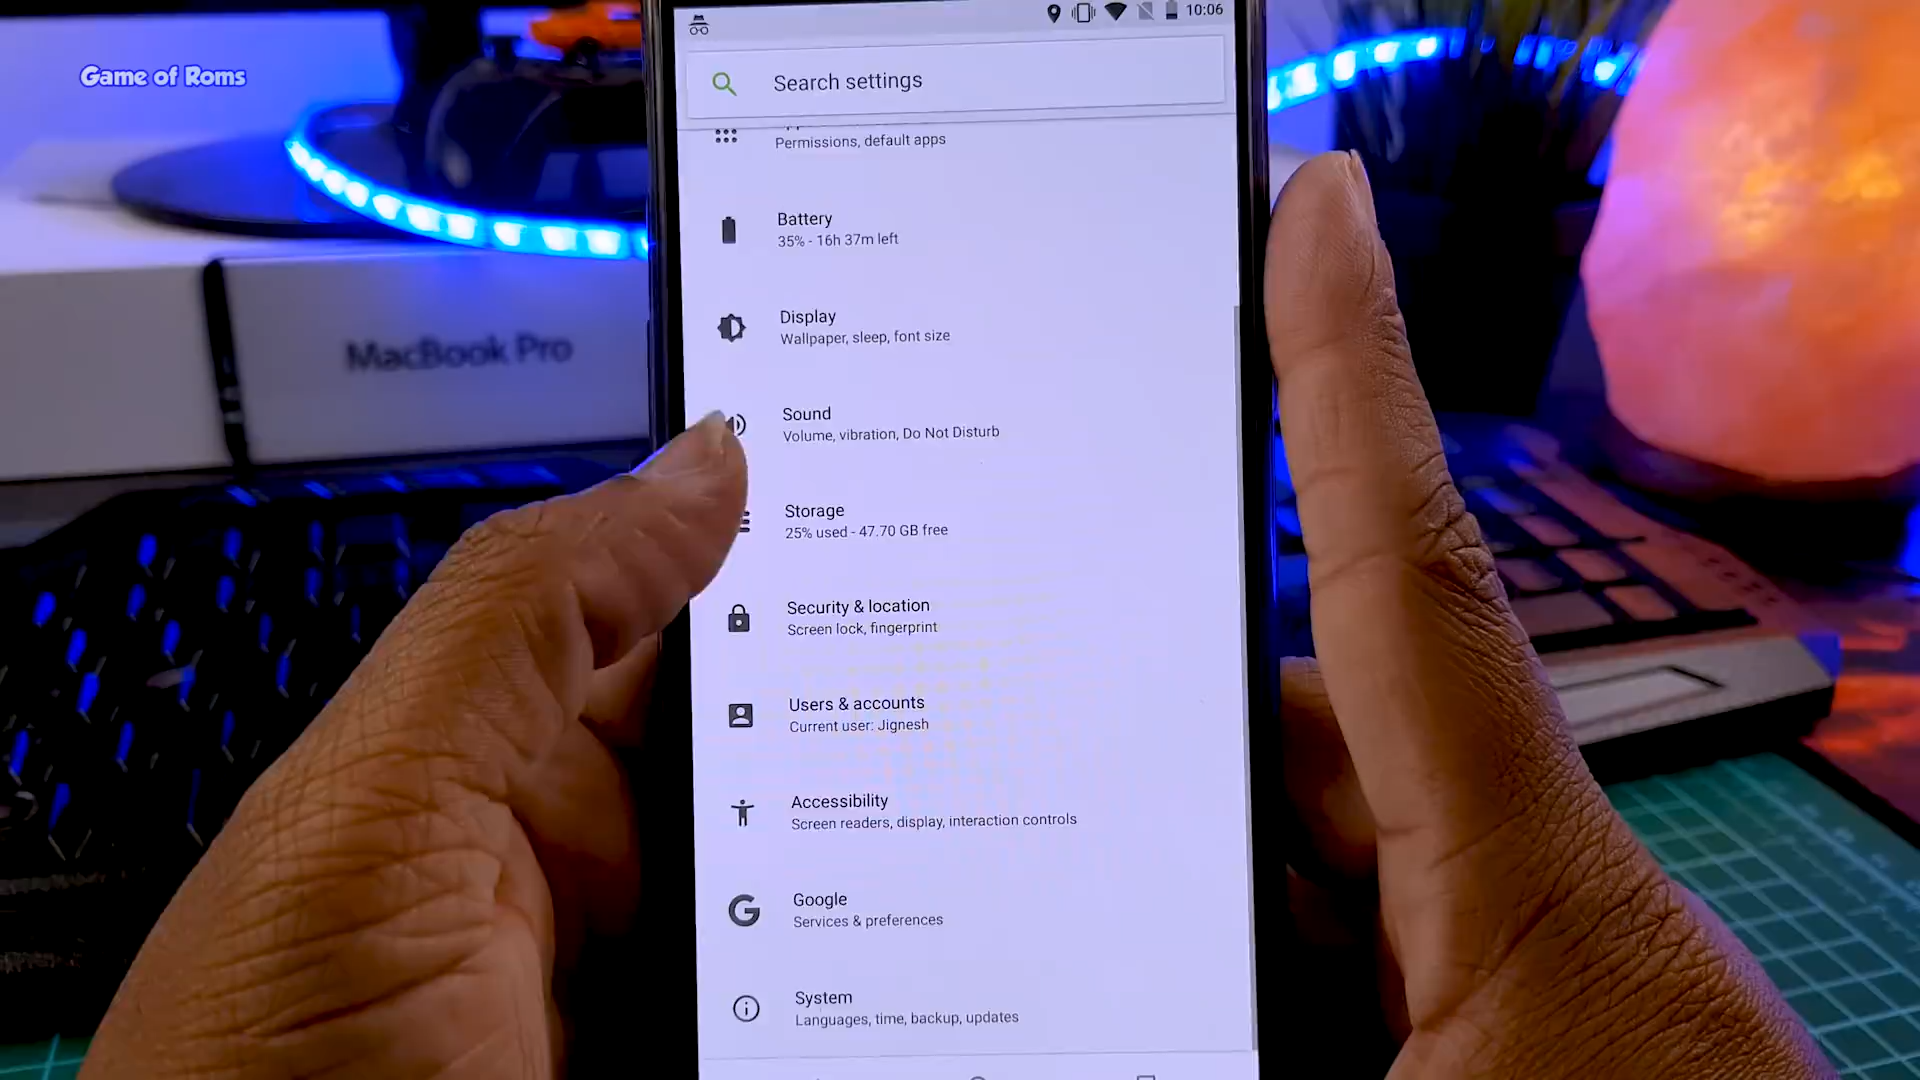 Game of Roms
10:06
Search settings
Permissions, default apps
Battery
35% - 16h 37m left
Display
Wallpaper, sleep, font size
Sound
Volume, vibration, Do Not Disturb
Storage
25% used - 47.70 GB free
Security & location
Screen lock, fingerprint
Users & accounts
Current user: Jignesh
Accessibility
Screen readers, display, interaction controls
Google
Services & preferences
System
Languages, time, backup, updates
MacBook Pro